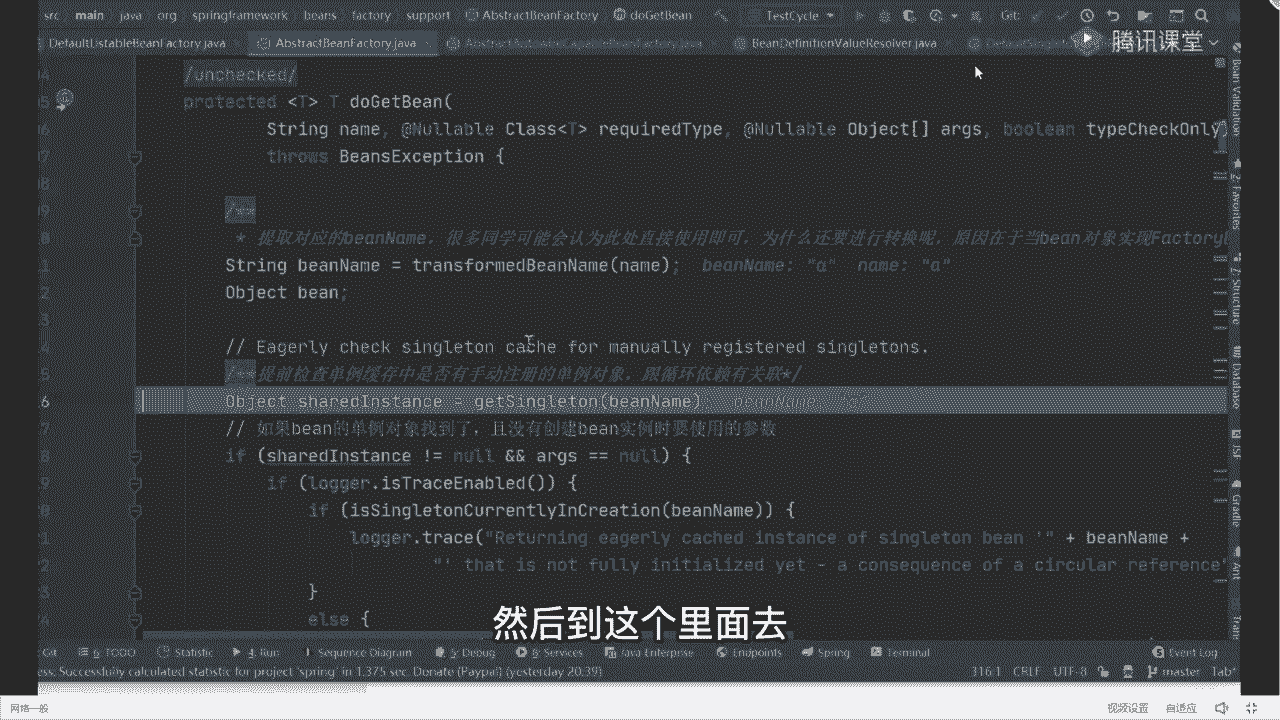 src main java org springframework beans factory support AbstractBeanFactory doGetBean TestCycle Git:
DefaultListableBeanFactory.java AbstractBeanFactory.java BeanDefinitionValueResolver.java 腾讯课堂
/unchecked/
protected <T> T doGetBean(
String name, @Nullable Class<T> requiredType, @Nullable Object[] args, boolean typeCheckOnly)
throws BeansException {
/**
* 提取对应的beanName，很多同学可能会认为此处直接使用即可，为什么还要进行转换呢，原因在于当bean对象实现Factory
String beanName = transformedBeanName(name); beanName: "a" name: "a"
Object bean;
// Eagerly check singleton cache for manually registered singletons.
/**提前检查单例缓存中是否有手动注册的单例对象，跟循环依赖有关联*/
Object sharedInstance = getSingleton(beanName)
// 如果bean的单例对象找到了，且没有创建bean实例时要使用的参数
if (sharedInstance != null && args == null) {
if (logger.isTraceEnabled()) {
if (isSingletonCurrentlyInCreation(beanName)) {
logger.trace("Returning eagerly cached instance of singleton bean '" + beanName +
"' that is not fully initialized yet - a consequence of a circular reference"
}
else {
然后到这个里面去
Git 6: TODO Statistic 4: Run Sequence Diagram 5: Debug 8: Services Java Enterprise Endpoints Spring Terminal Event Log
ess. Successfully calculated statistic for project 'spring' in 1.375 sec. Donate (Paypal) (yesterday 20:39) 316:1 CRLF UTF-8 master Tab*
Bean Validation
2: Favorites
7: Structure
Database
Gradle
Ant
网络一般 视频设置 自适应